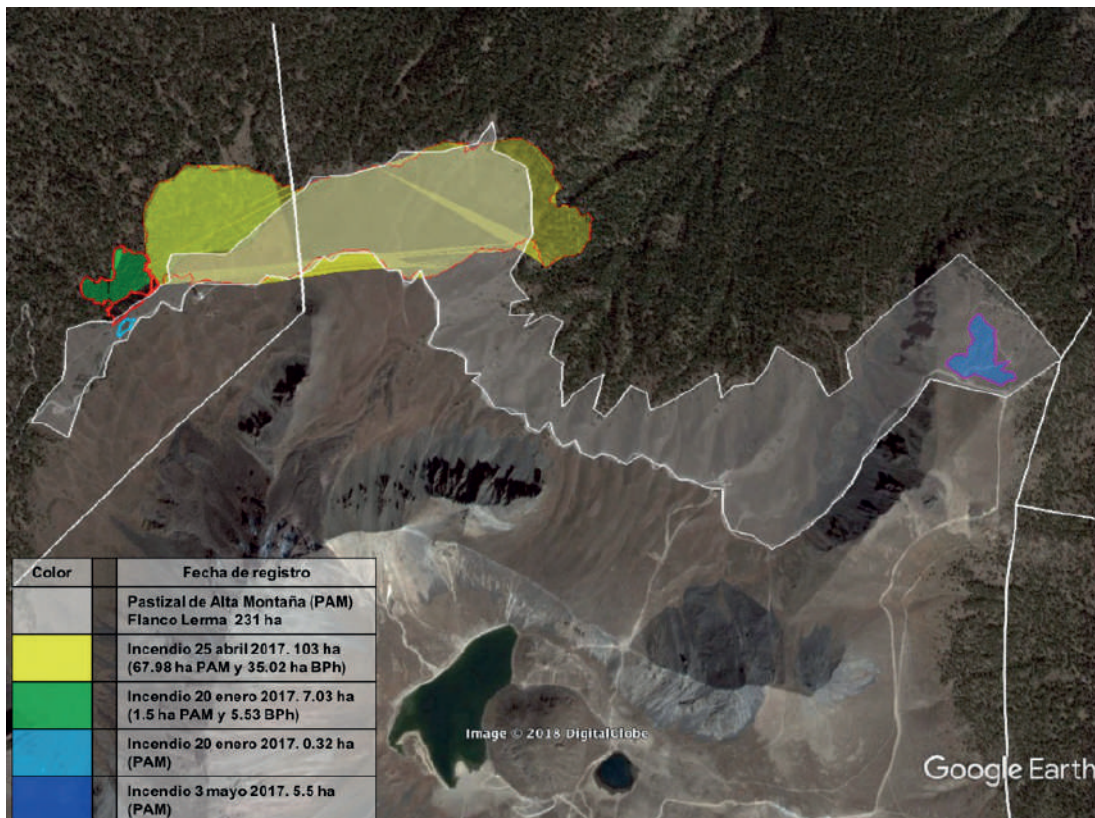 Color Fecha de registro
Pastizal de Alta Montaña (PAM)
Flanco Lerma 231 ha
Incendio 25 abril 2017. 103 ha
(67.98 ha PAM y 35.02 ha BPh)
Incendio 20 enero 2017. 7.03 ha
(1.5 ha PAM y 5.53 BPh)
Incendio 20 enero 2017. 0.32 ha
(PAM)
Incendio 3 mayo 2017. 5.5 ha
(PAM)
Image © 2018 DigitalGlobe
Google Earth